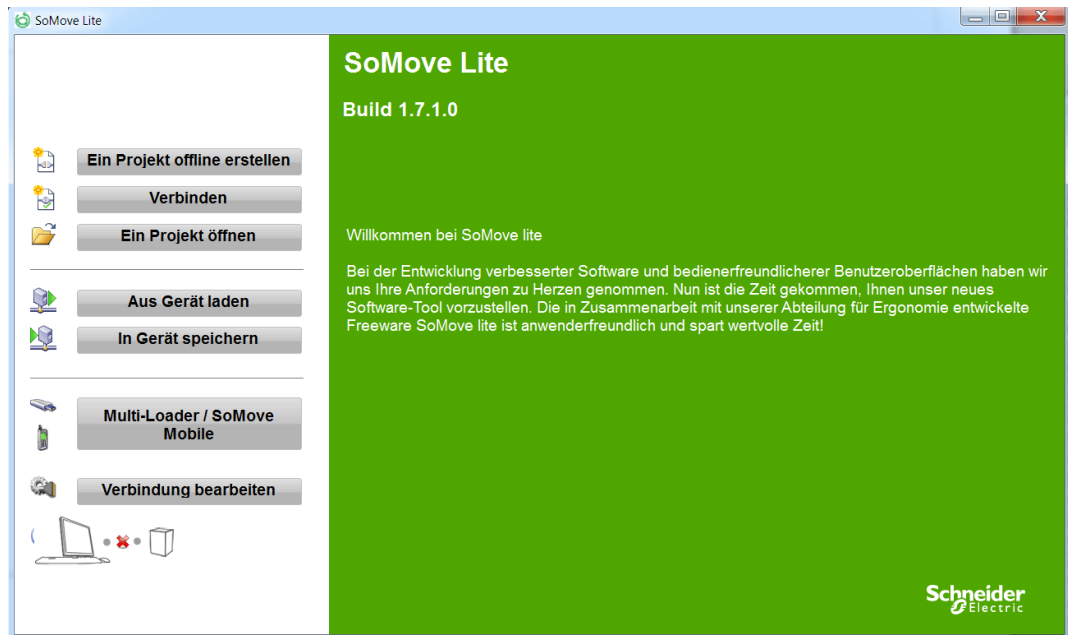 SoMove Lite
X
SoMove Lite
Build 1.7.1.0
Ein Projekt offline erstellen
Verbinden
Ein Projekt öffnen
Aus Gerät laden
In Gerät speichern
Multi-Loader / SoMove
Mobile
Verbindung bearbeiten
Willkommen bei SoMove lite
Bei der Entwicklung verbesserter Software und bedienerfreundlicherer Benutzeroberflächen haben wir
uns Ihre Anforderungen zu Herzen genommen. Nun ist die Zeit gekommen, Ihnen unser neues
Software-Tool vorzustellen. Die in Zusammenarbeit mit unserer Abteilung für Ergonomie entwickelte
Freeware SoMove lite ist anwenderfreundlich und spart wertvolle Zeit!
Schneider
Electric